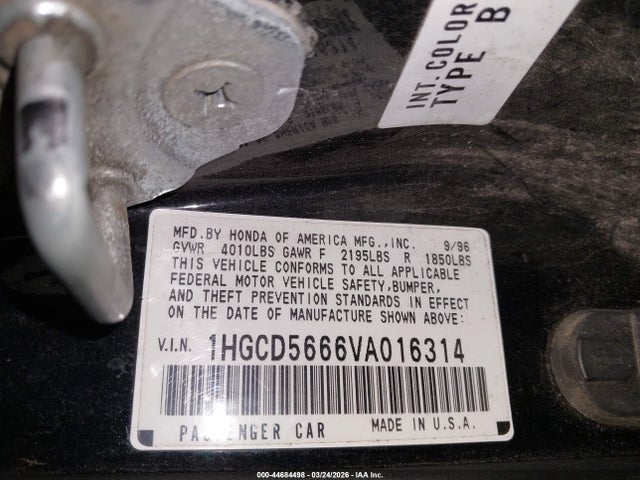 INT. COLOR
TYPE B
MFD.BY HONDA OF AMERICA MFG.,INC. 9/96
GVWR 4010LBS GAWR F 2195LBS R 1850LBS
THIS VEHICLE CONFORMS TO ALL APPLICABLE
FEDERAL MOTOR VEHICLE SAFETY,BUMPER,
AND THEFT PREVENTION STANDARDS IN EFFECT
ON THE DATE OF MANUFACTURE SHOWN ABOVE:
V.I.N. 1HGCD5666VA016314
PASSENGER CAR MADE IN U.S.A.
000-44684498 - 03/24/2026 - IAA Inc.